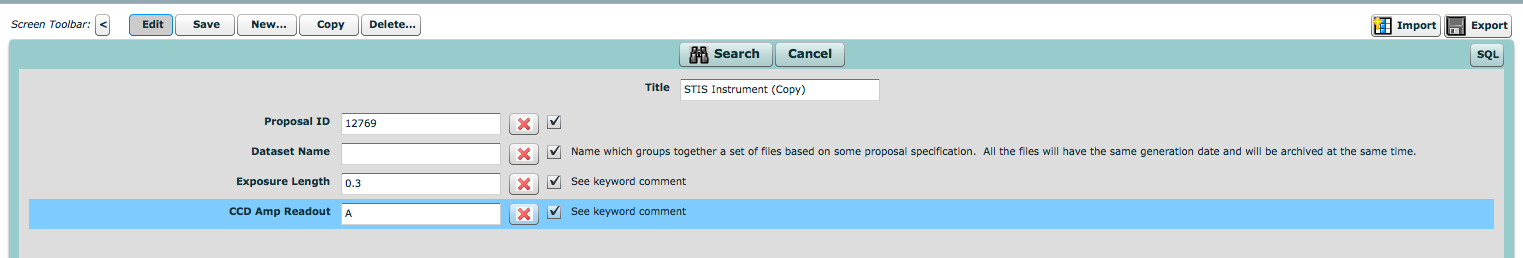 Screen Toolbar: < Edit Save New... Copy Delete... Import Export
Search Cancel SQL
Title STIS Instrument (Copy)
Proposal ID 12769
Dataset Name Name which groups together a set of files based on some proposal specification. All the files will have the same generation date and will be archived at the same time.
Exposure Length 0.3 See keyword comment
CCD Amp Readout A See keyword comment